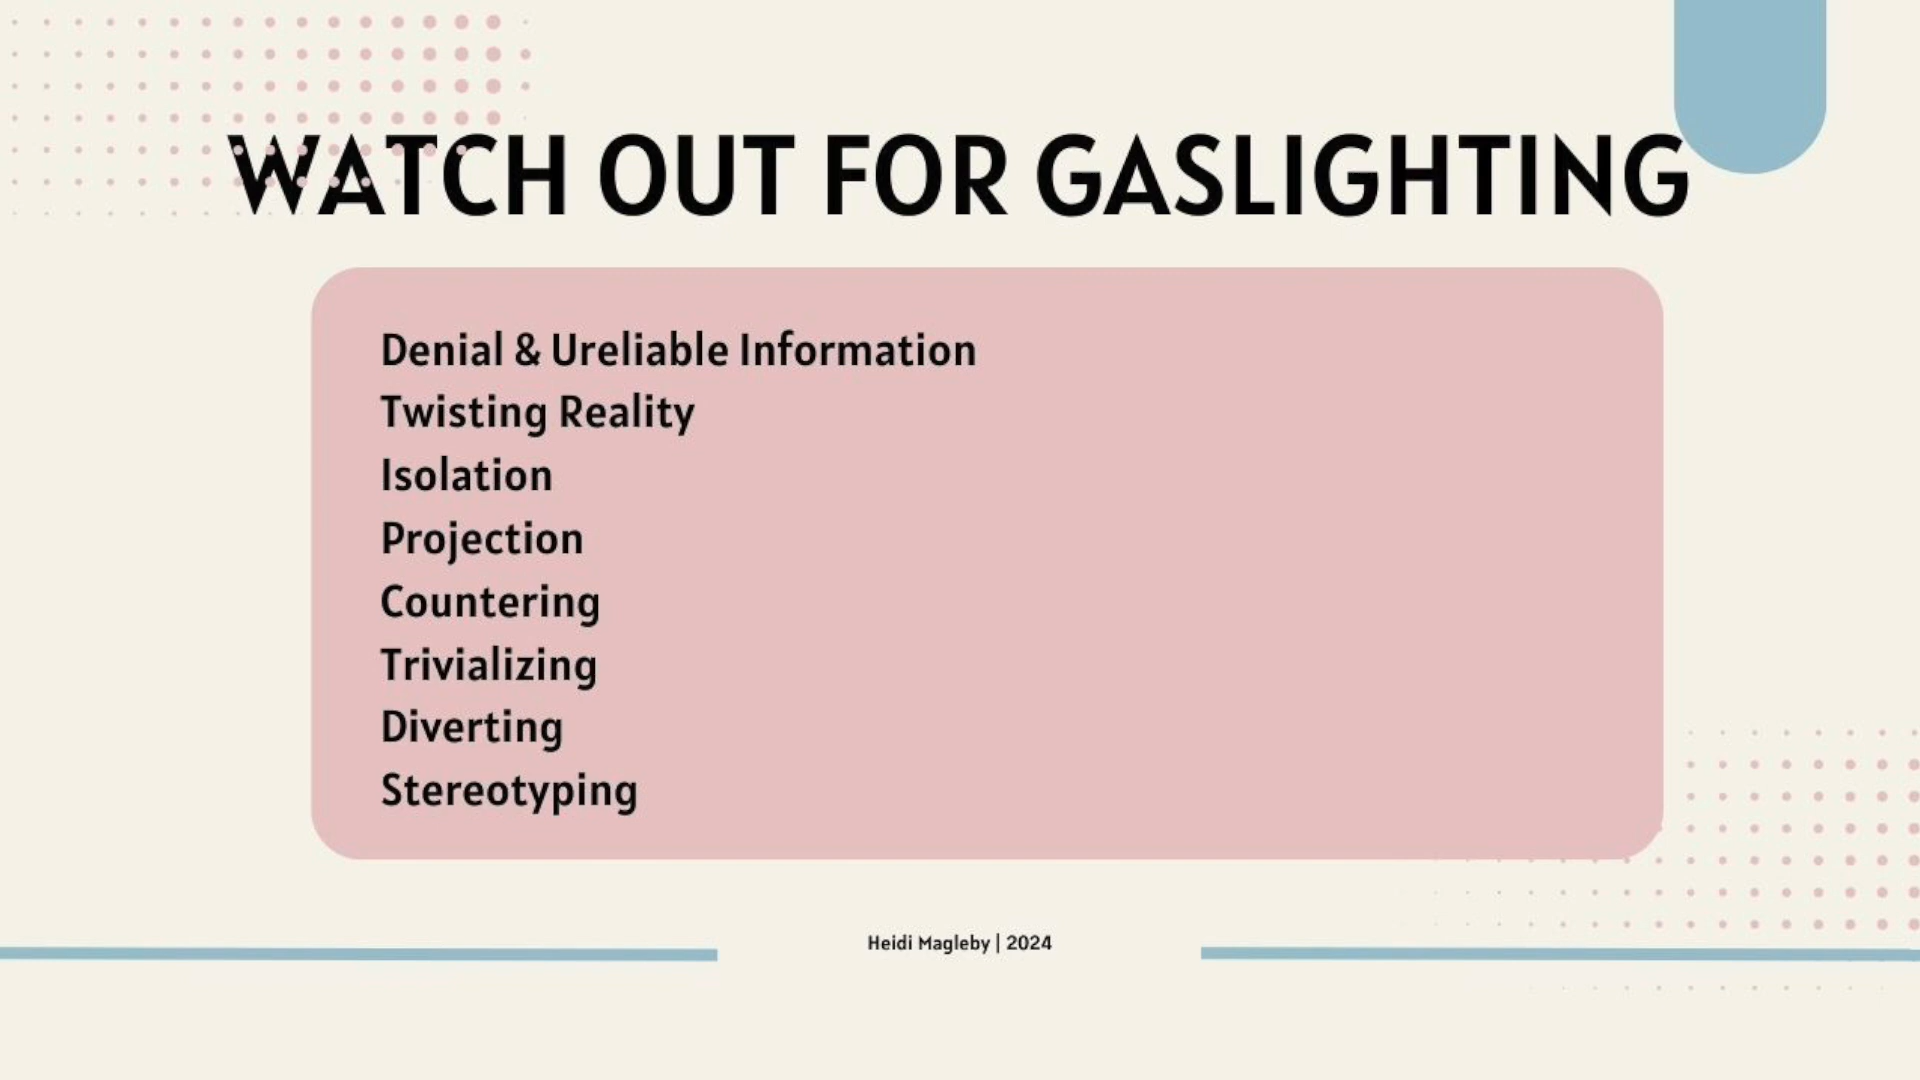 WATCH OUT FOR GASLIGHTING
Denial & Ureliable Information
Twisting Reality
Isolation
Projection
Countering
Trivializing
Diverting
Stereotyping
Heidi Magleby | 2024